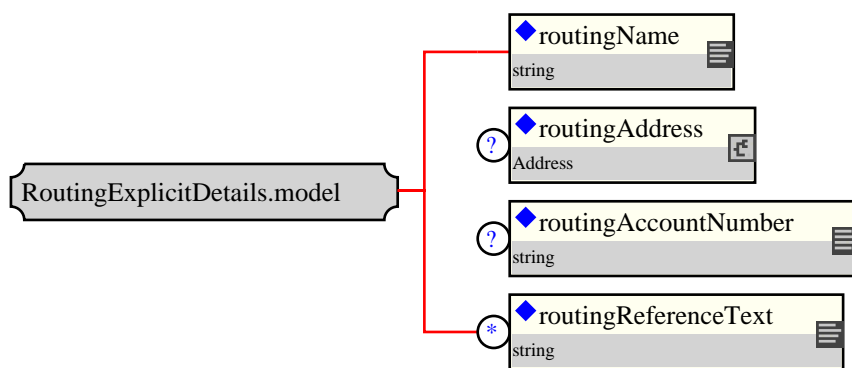 routingName
string
? routingAddress
Address
RoutingExplicitDetails.model
? routingAccountNumber
string
* routingReferenceText
string